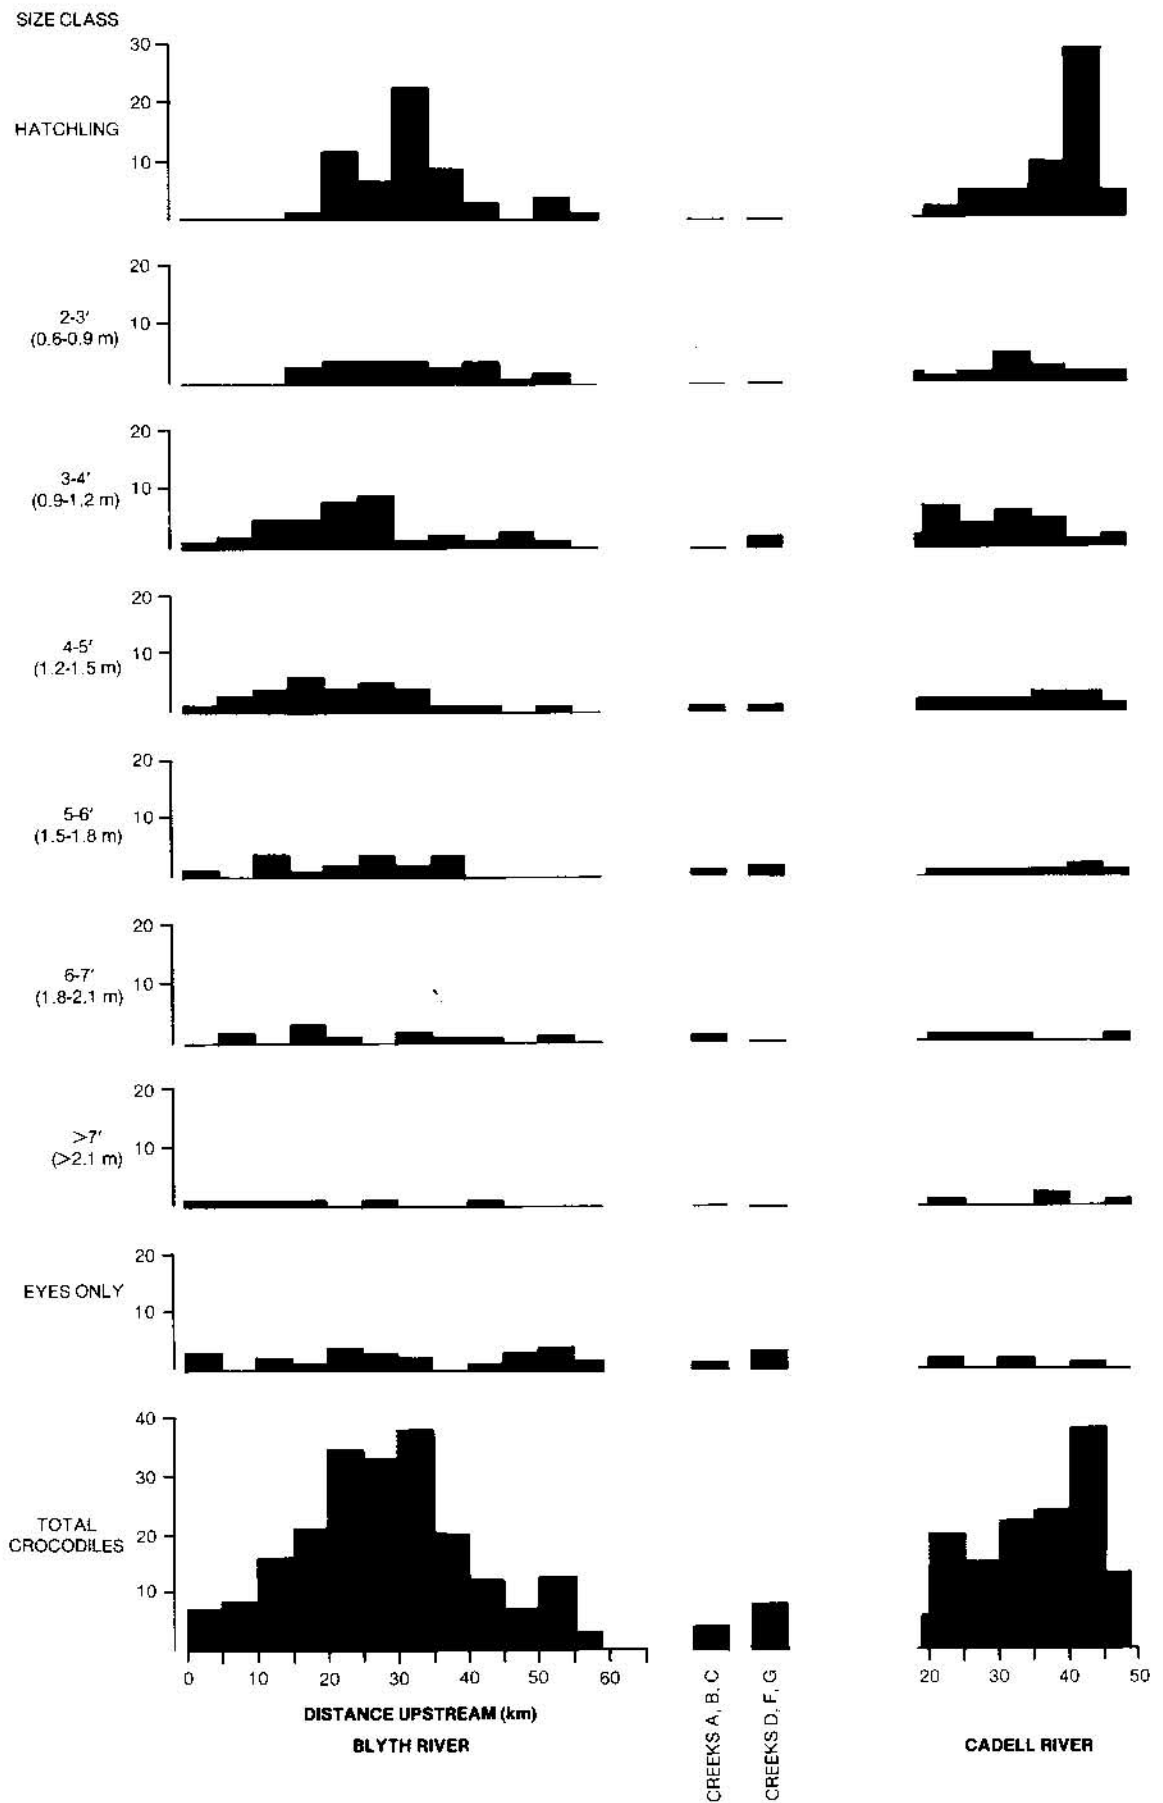 SIZE CLASS
30
20
HATCHLING
10
20
2-3'
10
(0.6-0.9 m)
20
3-4'
10
(0.9-1.2 m)
20
4-5'
10
(1.2-1.5 m)
20
5-6'
10
(1.5-1.8 m)
20
6-7'
10
(1.8-2.1 m)
20
>7'
10
(>2.1 m)
20
EYES ONLY
10
40
30
TOTAL
20
CROCODILES
10
0 10 20 30 40 50 60
20 30 40 50
DISTANCE UPSTREAM (km)
BLYTH RIVER
CREEKS A, B, C
CREEKS D, F, G
CADELL RIVER